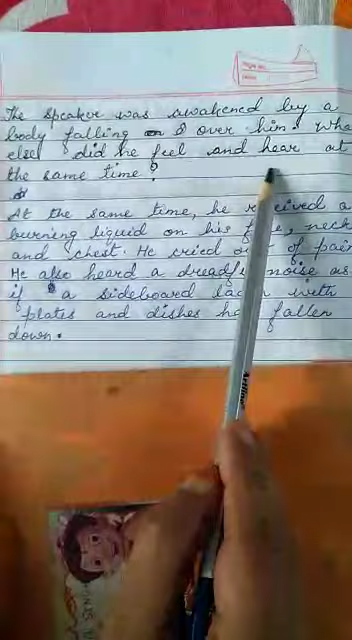 The speaker was awakened by a
body falling over him. What
else did he feel and hear at
the same time?
At the same time, he received a
burning liquid on his face, neck
and chest. He cried out of pain
He also heard a dreadful noise as
if a sideboard laden with
plates and dishes had fallen
down.
Artline